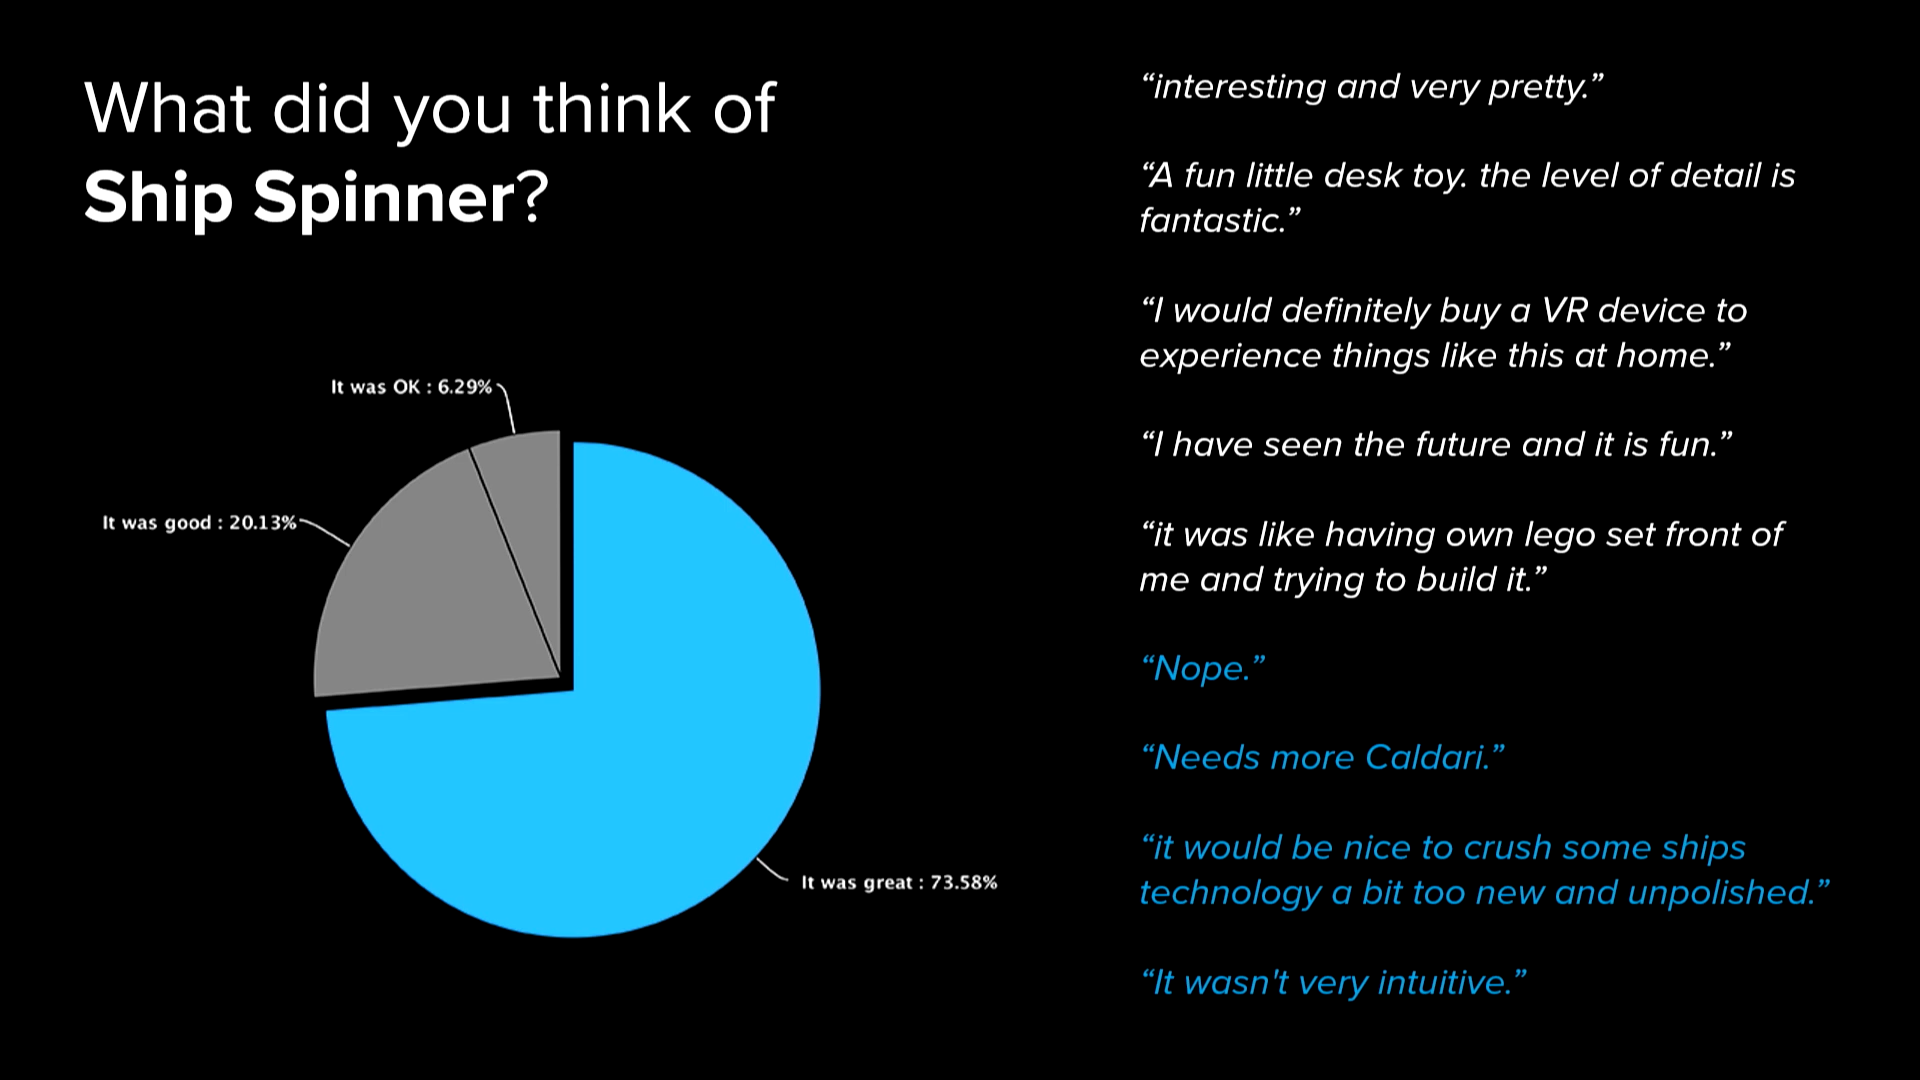 What did you think of
Ship Spinner?
It was OK : 6.29%
It was good : 20.13%
It was great : 73.58%
“interesting and very pretty.”
“A fun little desk toy. the level of detail is
fantastic.”
“I would definitely buy a VR device to
experience things like this at home.”
“I have seen the future and it is fun.”
“it was like having own lego set front of
me and trying to build it.”
“Nope.”
“Needs more Caldari.”
“it would be nice to crush some ships
technology a bit too new and unpolished.”
“It wasn't very intuitive.”